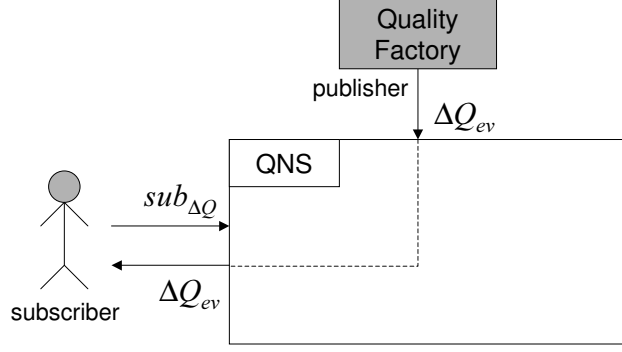 Quality
Factory
publisher
ΔQ_ev
QNS
sub_ΔQ
ΔQ_ev
subscriber